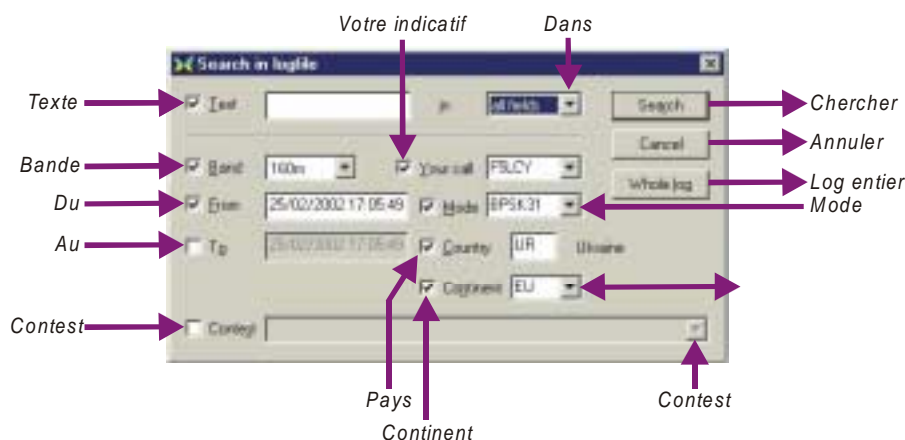 Votre indicatif Dans
Search in logfile
Texte Text in all fields Search Chercher
Cancel Annuler
Bande Band 160m Your call F5LCY Whole log Log entier
Du From 25/02/2002 17:05:49 Mode BPSK31 Mode
Au To 25/02/2002 17:05:49 Country UR Ukraine
Continent EU
Contest Contest
Pays Contest
Continent